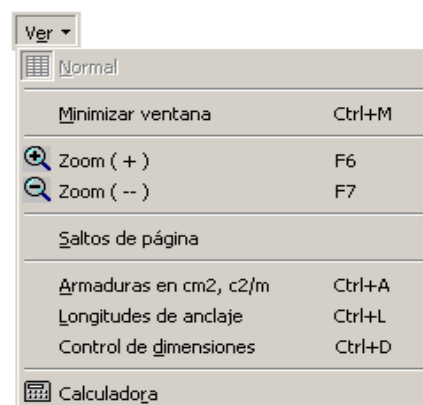 Ver
Normal
Minimizar ventana Ctrl+M
Zoom ( + ) F6
Zoom ( -- ) F7
Saltos de página
Armaduras en cm2, c2/m Ctrl+A
Longitudes de anclaje Ctrl+L
Control de dimensiones Ctrl+D
Calculadora